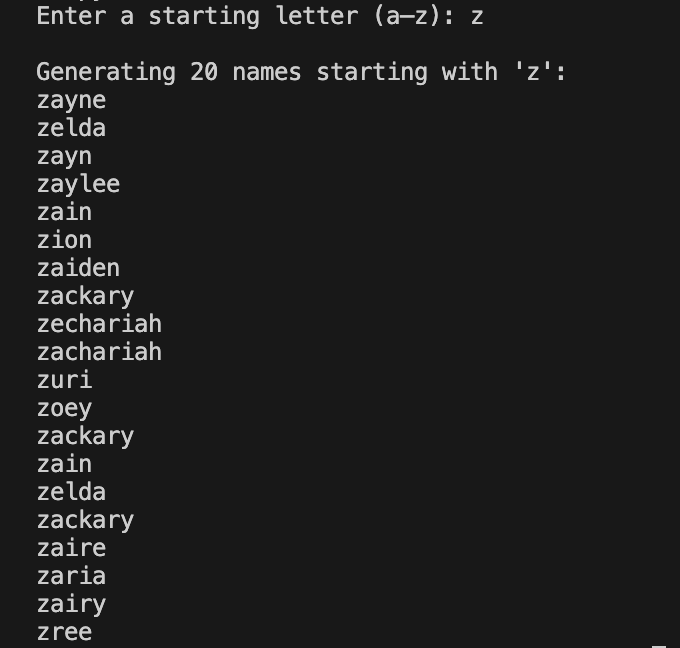 Enter a starting letter (a–z): z
Generating 20 names starting with 'z':
zayne
zelda
zayn
zaylee
zain
zion
zaiden
zackary
zechariah
zachariah
zuri
zoey
zackary
zain
zelda
zackary
zaire
zaria
zairy
zree